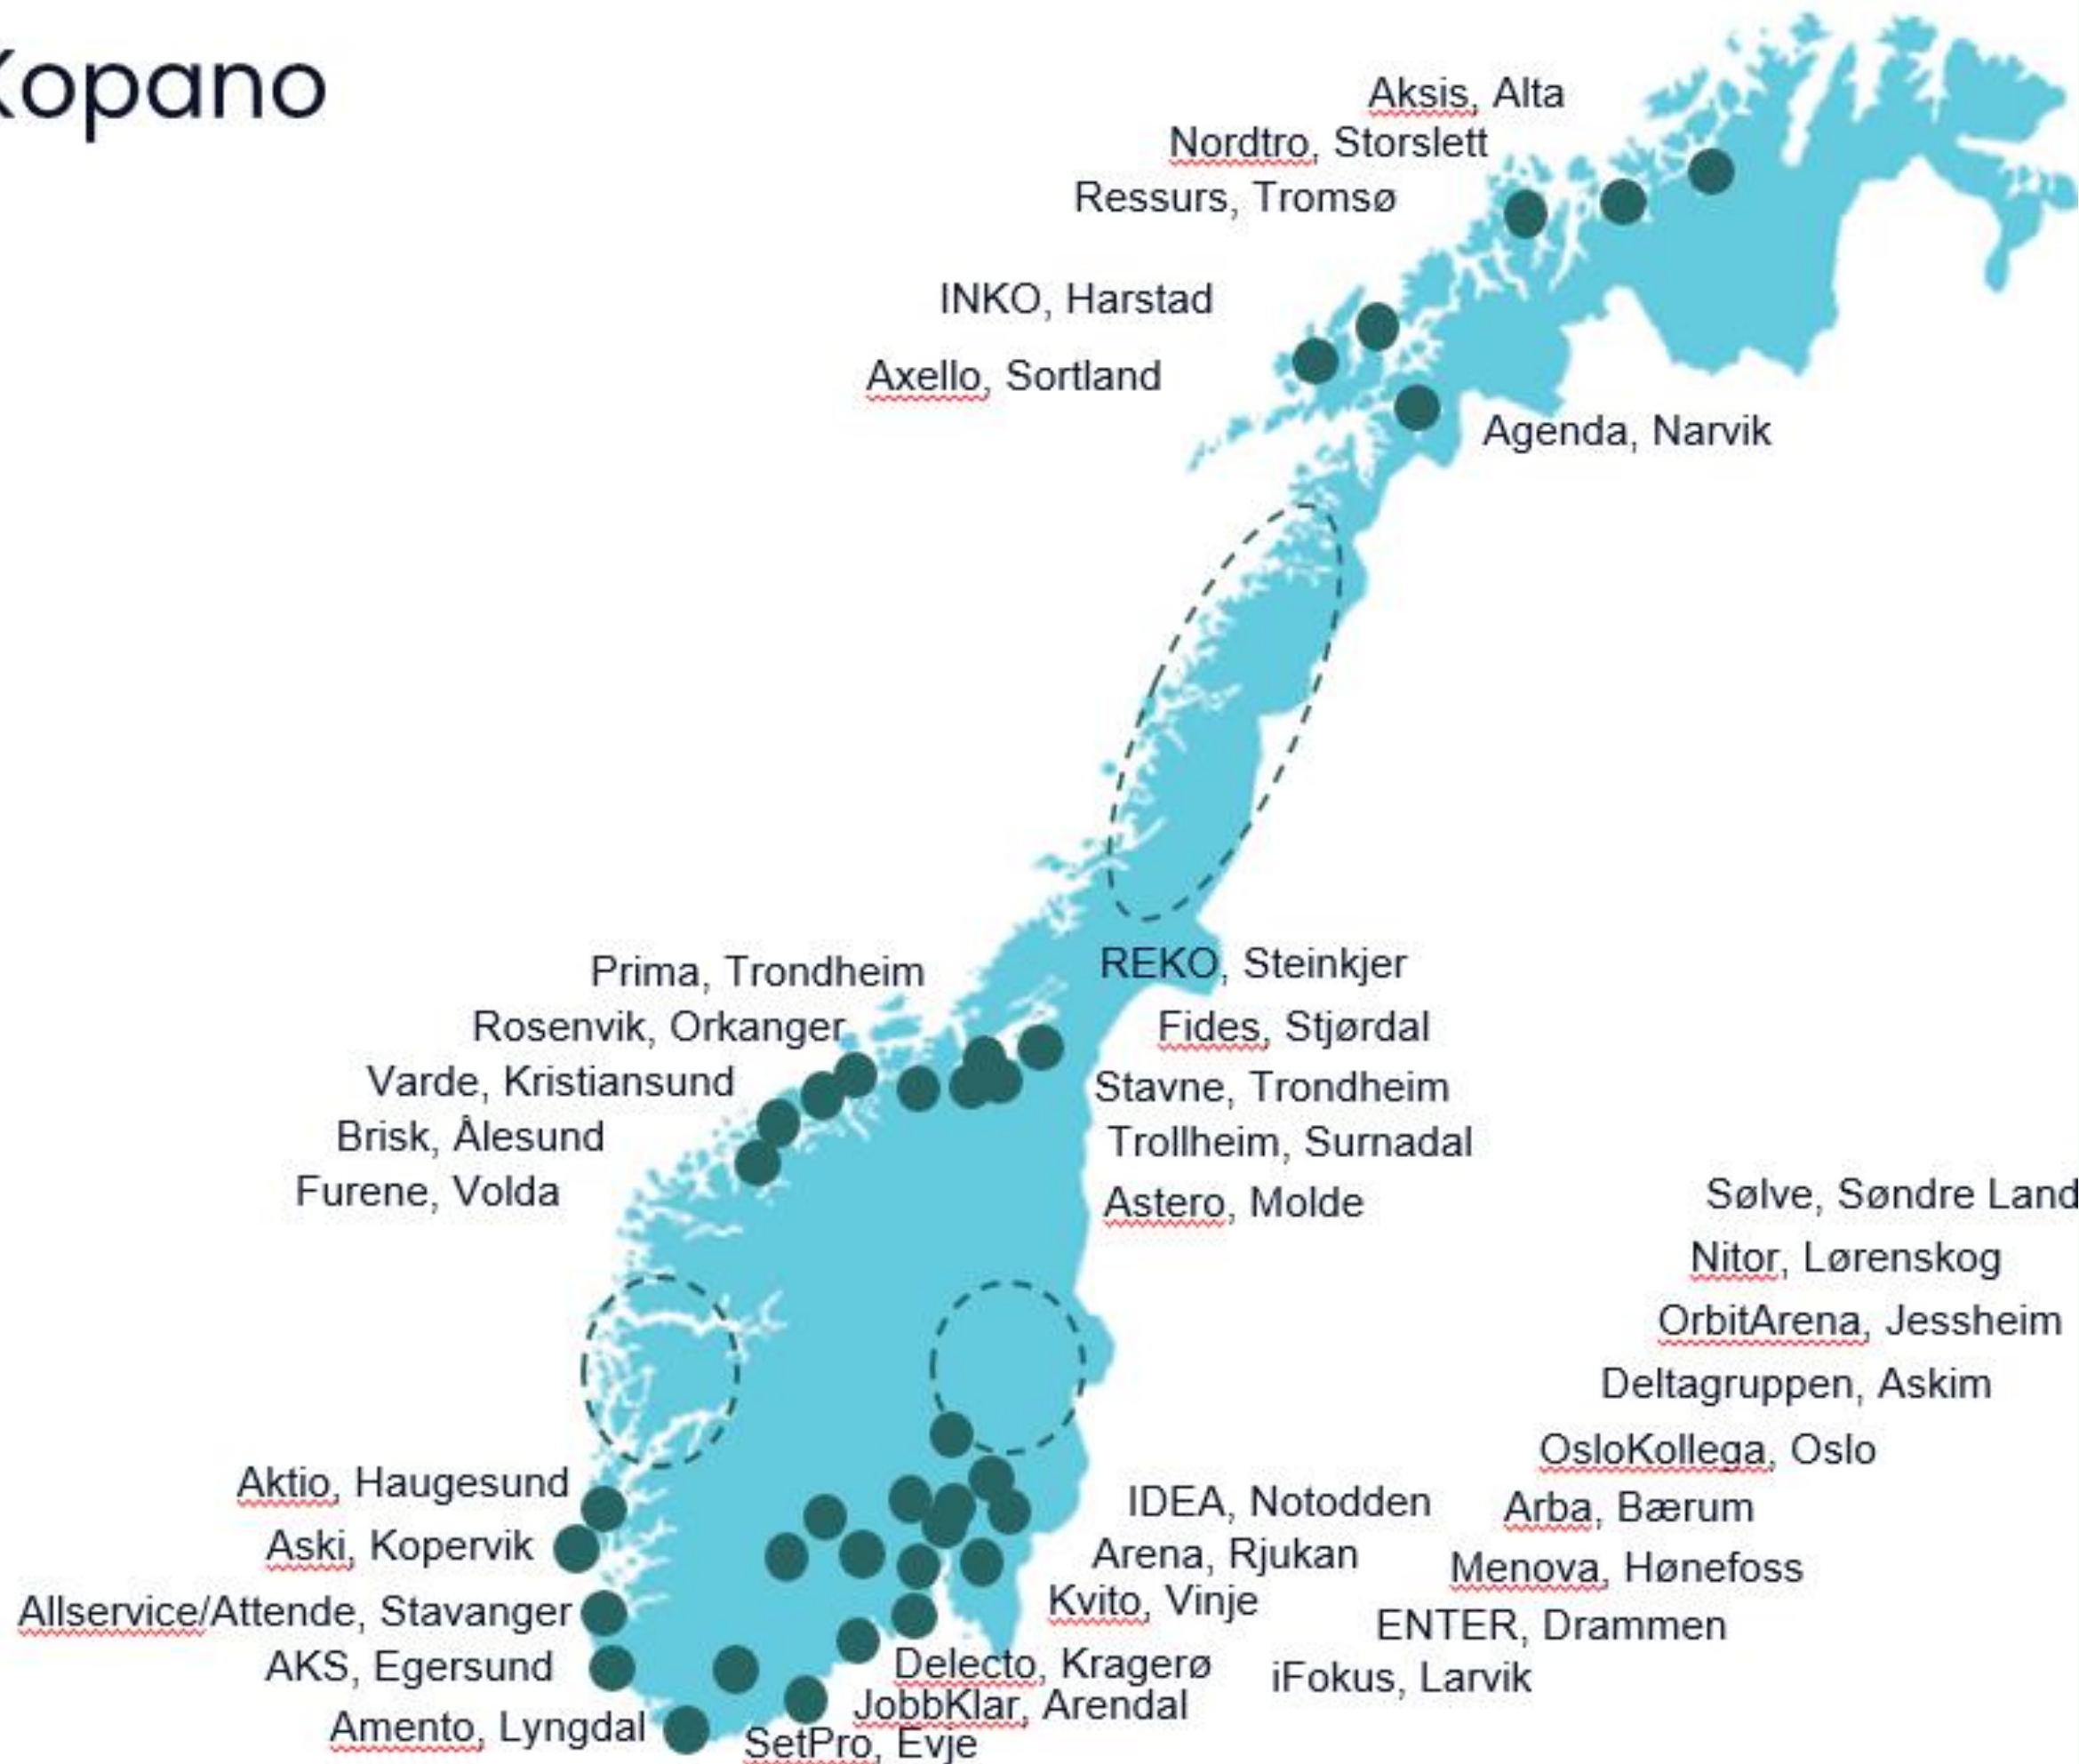 Kopano
Aksis, Alta
Nordtro, Storslett
Ressurs, Tromsø
INKO, Harstad
Axello, Sortland
Agenda, Narvik
Prima, Trondheim
REKO, Steinkjer
Rosenvik, Orkanger
Fides, Stjørdal
Varde, Kristiansund
Stavne, Trondheim
Brisk, Ålesund
Trollheim, Surnadal
Furene, Volda
Astero, Molde
Sølve, Søndre Land
Nitor, Lørenskog
OrbitArena, Jessheim
Deltagruppen, Askim
OsloKollega, Oslo
Aktio, Haugesund
IDEA, Notodden
Arba, Bærum
Aski, Kopervik
Arena, Rjukan
Menova, Hønefoss
Allservice/Attende, Stavanger
Kvito, Vinje
ENTER, Drammen
AKS, Egersund
Delecto, Kragerø
iFokus, Larvik
JobbKlar, Arendal
Amento, Lyngdal
SetPro, Evje